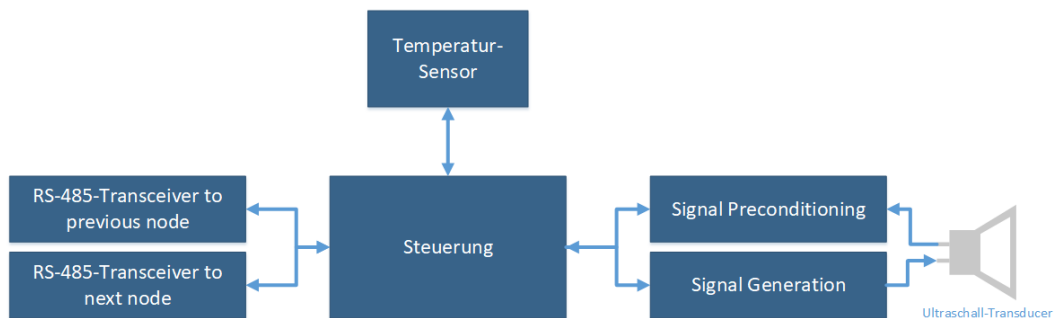 Temperatur-
Sensor
RS-485-Transceiver to
previous node
Steuerung
Signal Preconditioning
RS-485-Transceiver to
next node
Signal Generation
Ultraschall-Transducer